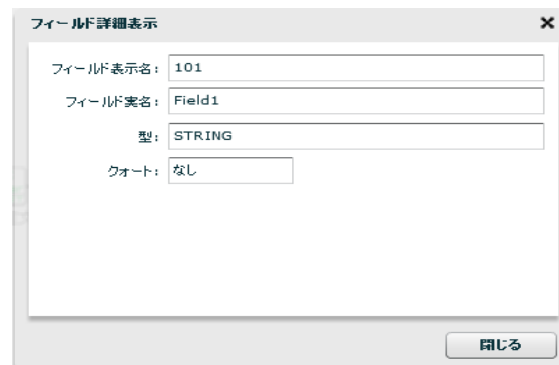 フィールド詳細表示
フィールド表示名: 101
フィールド実名: Field1
型: STRING
クォート: なし
閉じる